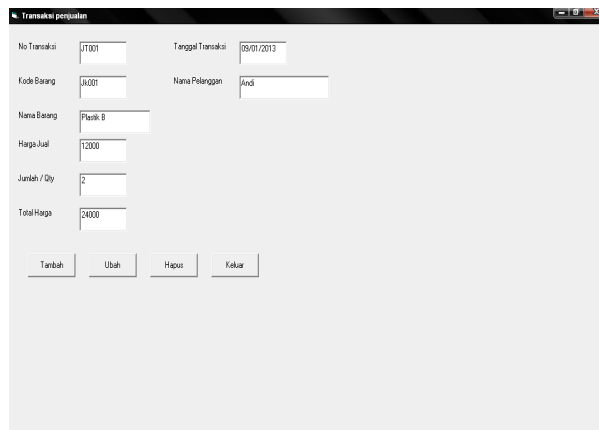 Transaksi penjualan
No Transaksi JT001 Tanggal Transaksi 09/01/2013
Kode Barang Jk001 Nama Pelanggan Andi
Nama Barang Plastik B
Harga Jual 12000
Jumlah / Qty 2
Total Harga 24000
Tambah Ubah Hapus Keluar